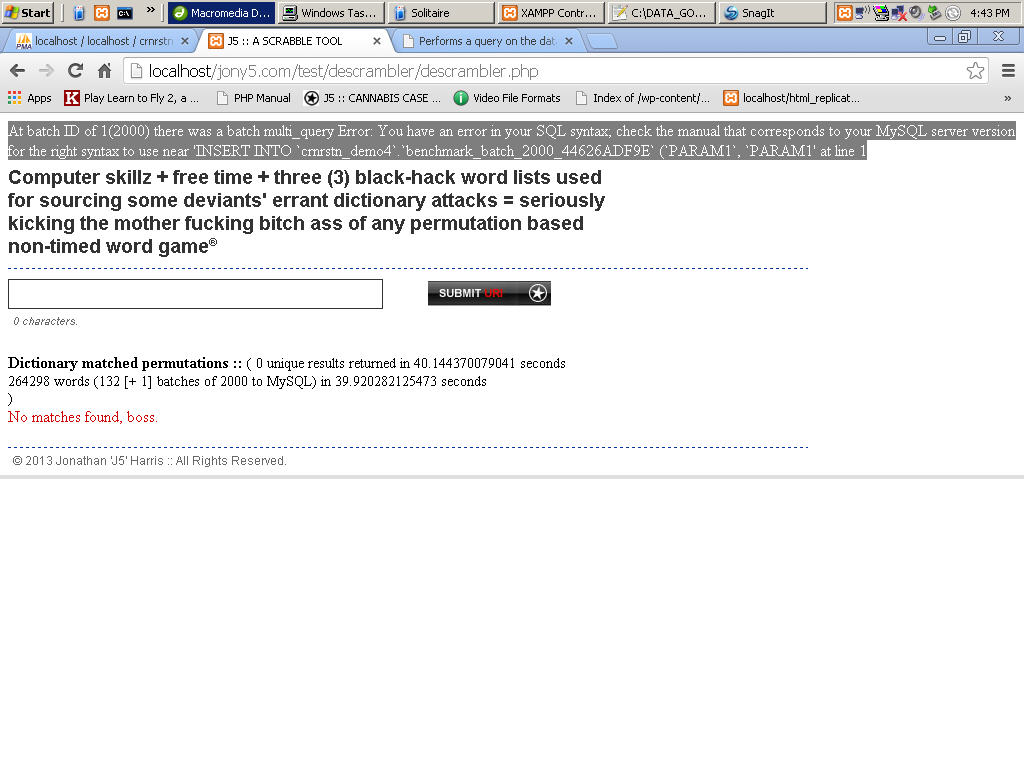 Start
»
Macromedia D...
Windows Tas...
Solitaire
XAMPP Contr...
C:\DATA_GO...
SnagIt
4:43 PM
localhost / localhost / crnrstn
J5 :: A SCRABBLE TOOL
Performs a query on the dat
localhost/jony5.com/test/descrambler/descrambler.php
Apps
Play Learn to Fly 2, a ...
PHP Manual
J5 :: CANNABIS CASE ...
Video File Formats
Index of /wp-content/...
localhost/html_replicat...
»
At batch ID of 1(2000) there was a batch multi_query Error: You have an error in your SQL syntax; check the manual that corresponds to your MySQL server version
for the right syntax to use near 'INSERT INTO `crnrstn_demo4`.`benchmark_batch_2000_44626ADF9E` (`PARAM1`, `PARAM1' at line 1
Computer skillz + free time + three (3) black-hack word lists used
for sourcing some deviants' errant dictionary attacks = seriously
kicking the mother fucking bitch ass of any permutation based
non-timed word game®
SUBMIT
0 characters.
Dictionary matched permutations :: ( 0 unique results returned in 40.144370079041 seconds
264298 words (132 [+ 1] batches of 2000 to MySQL) in 39.920282125473 seconds
)
No matches found, boss.
© 2013 Jonathan 'J5' Harris :: All Rights Reserved.